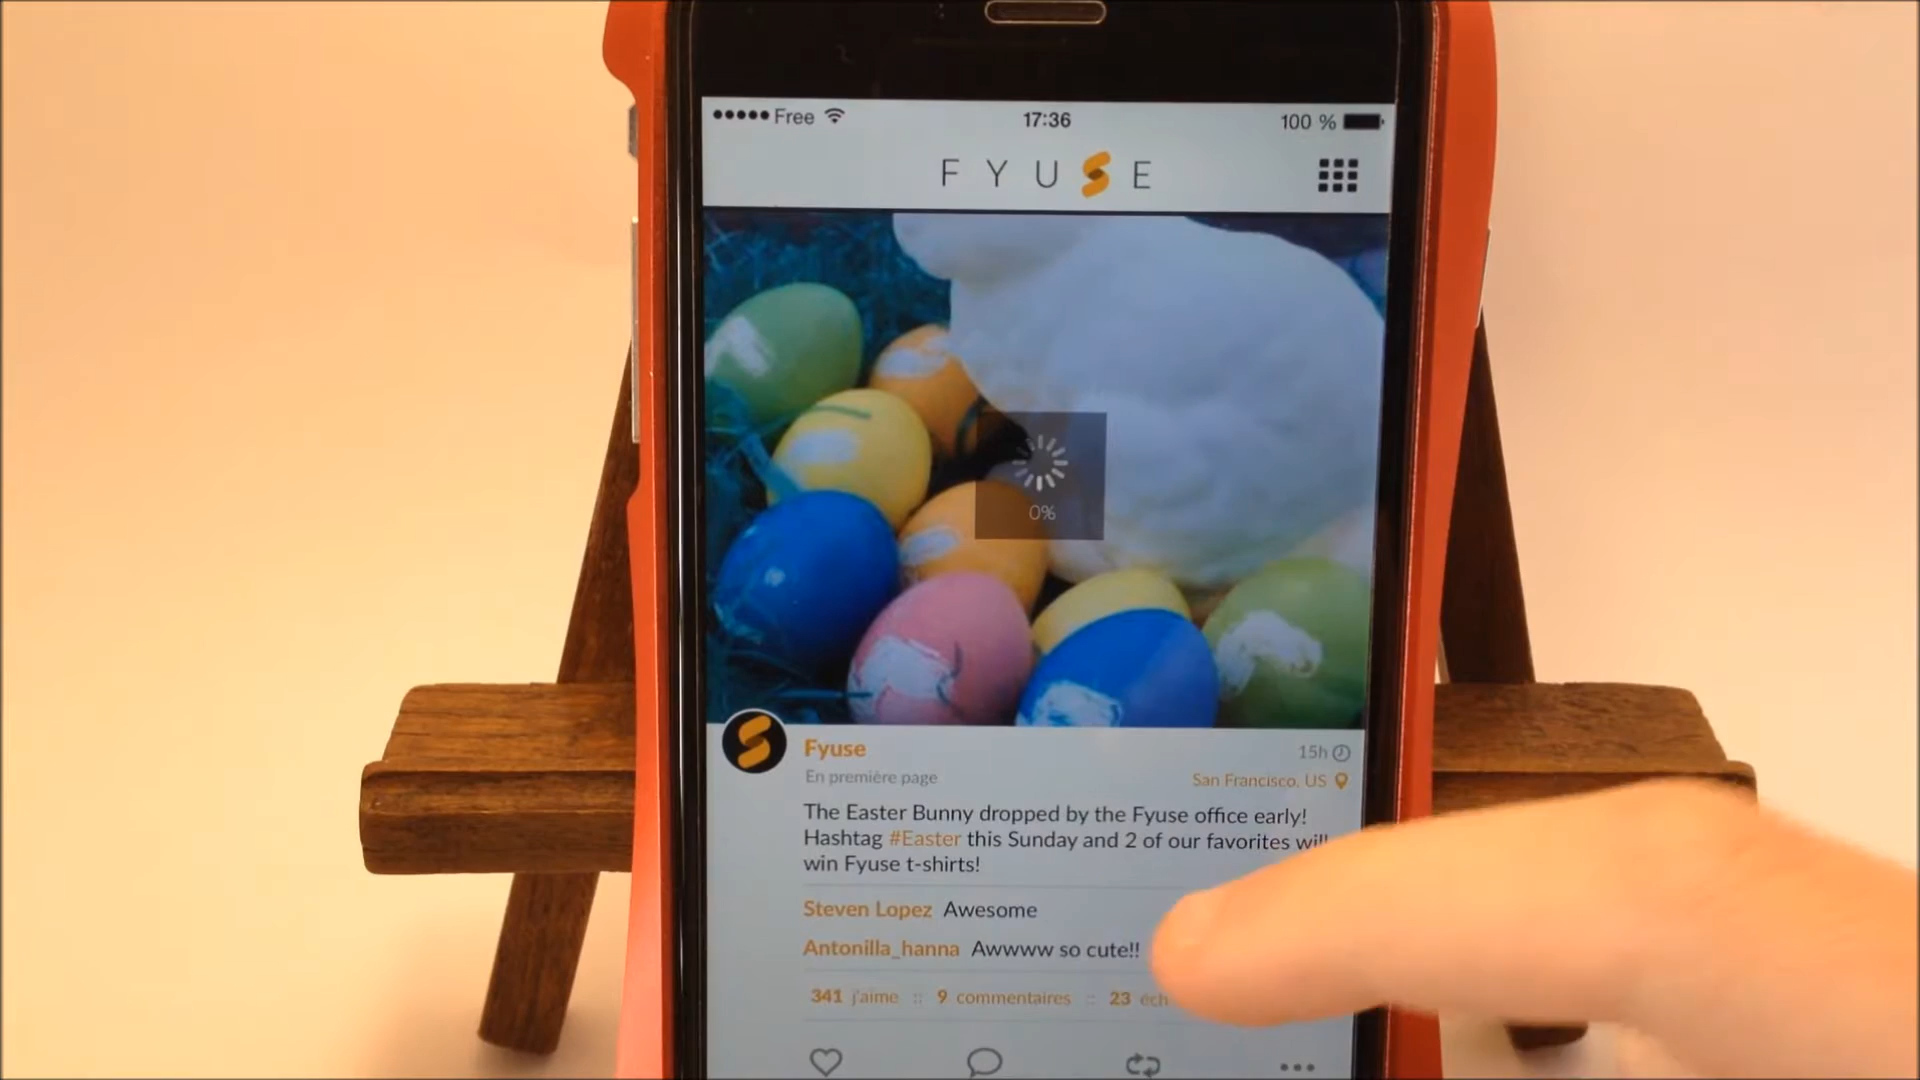 Free 17:36 100 %
FYUSE
0%
Fyuse 15h
En première page San Francisco, US
The Easter Bunny dropped by the Fyuse office early!
Hashtag #Easter this Sunday and 2 of our favorites will
win Fyuse t-shirts!
Steven Lopez Awesome
Antonilla_hanna Awwww so cute!!
341 j'aime :: 9 commentaires :: 23